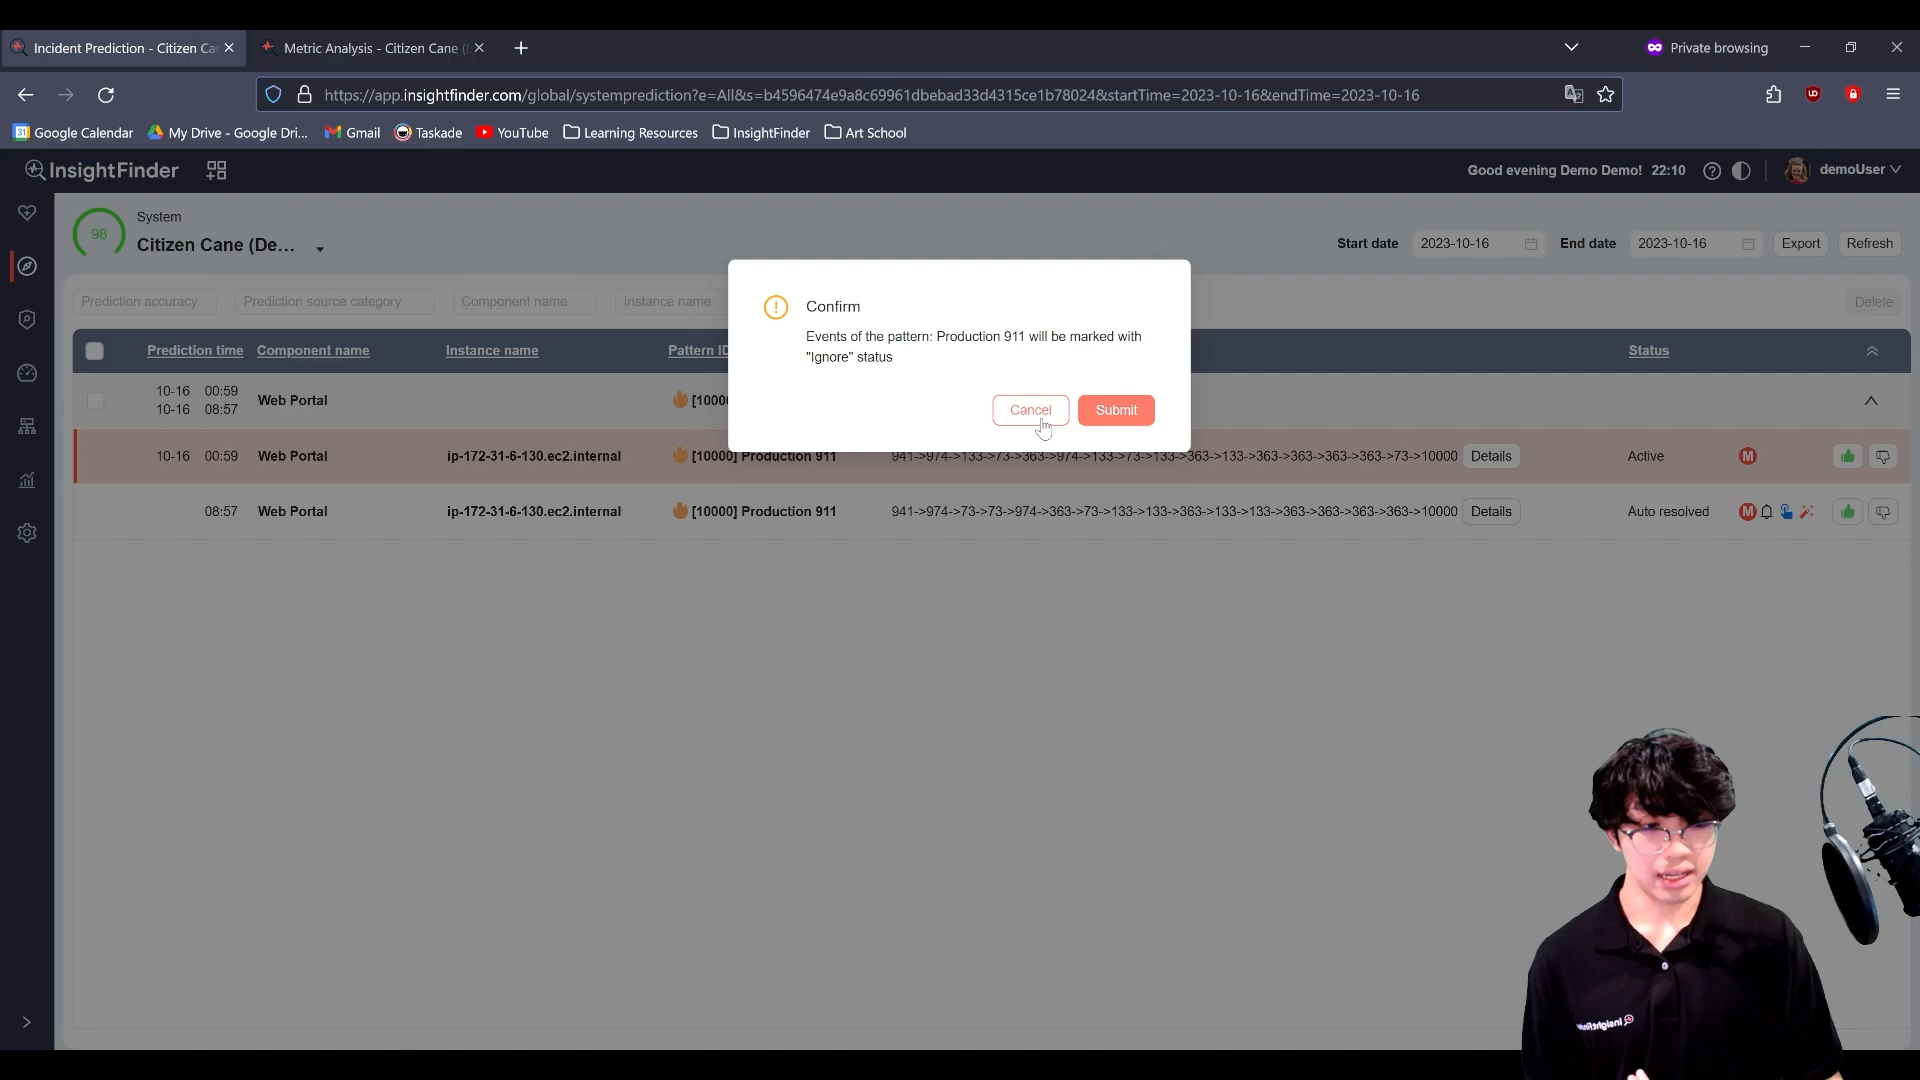 Incident Prediction - Citizen Ca
Metric Analysis - Citizen Cane (
Private browsing
https://app.insightfinder.com/global/systemprediction?e=All&s=b4596474e9a8c69961dbebad33d4315ce1b78024&startTime=2023-10-16&endTime=2023-10-16
31 Google Calendar My Drive - Google Dri... Gmail Taskade YouTube Learning Resources InsightFinder Art School
InsightFinder
Good evening Demo Demo! 22:10 demoUser
98
System
Citizen Cane (De...
Start date 2023-10-16 End date 2023-10-16 Export Refresh
Prediction accuracy Prediction source category Component name Instance name Delete
Confirm
Events of the pattern: Production 911 will be marked with
"Ignore" status
Cancel Submit
Prediction time Component name Instance name Pattern ID Status
10-16 00:59
10-16 08:57
Web Portal [1000
10-16 00:59 Web Portal ip-172-31-6-130.ec2.internal [10000] Production 911 941->974->133->73->363->974->133->73->133->363->133->363->363->363->363->73->10000 Details Active M
08:57 Web Portal ip-172-31-6-130.ec2.internal [10000] Production 911 941->974->73->73->974->363->73->133->133->363->133->133->363->363->363->363->10000 Details Auto resolved M
InsightFinder